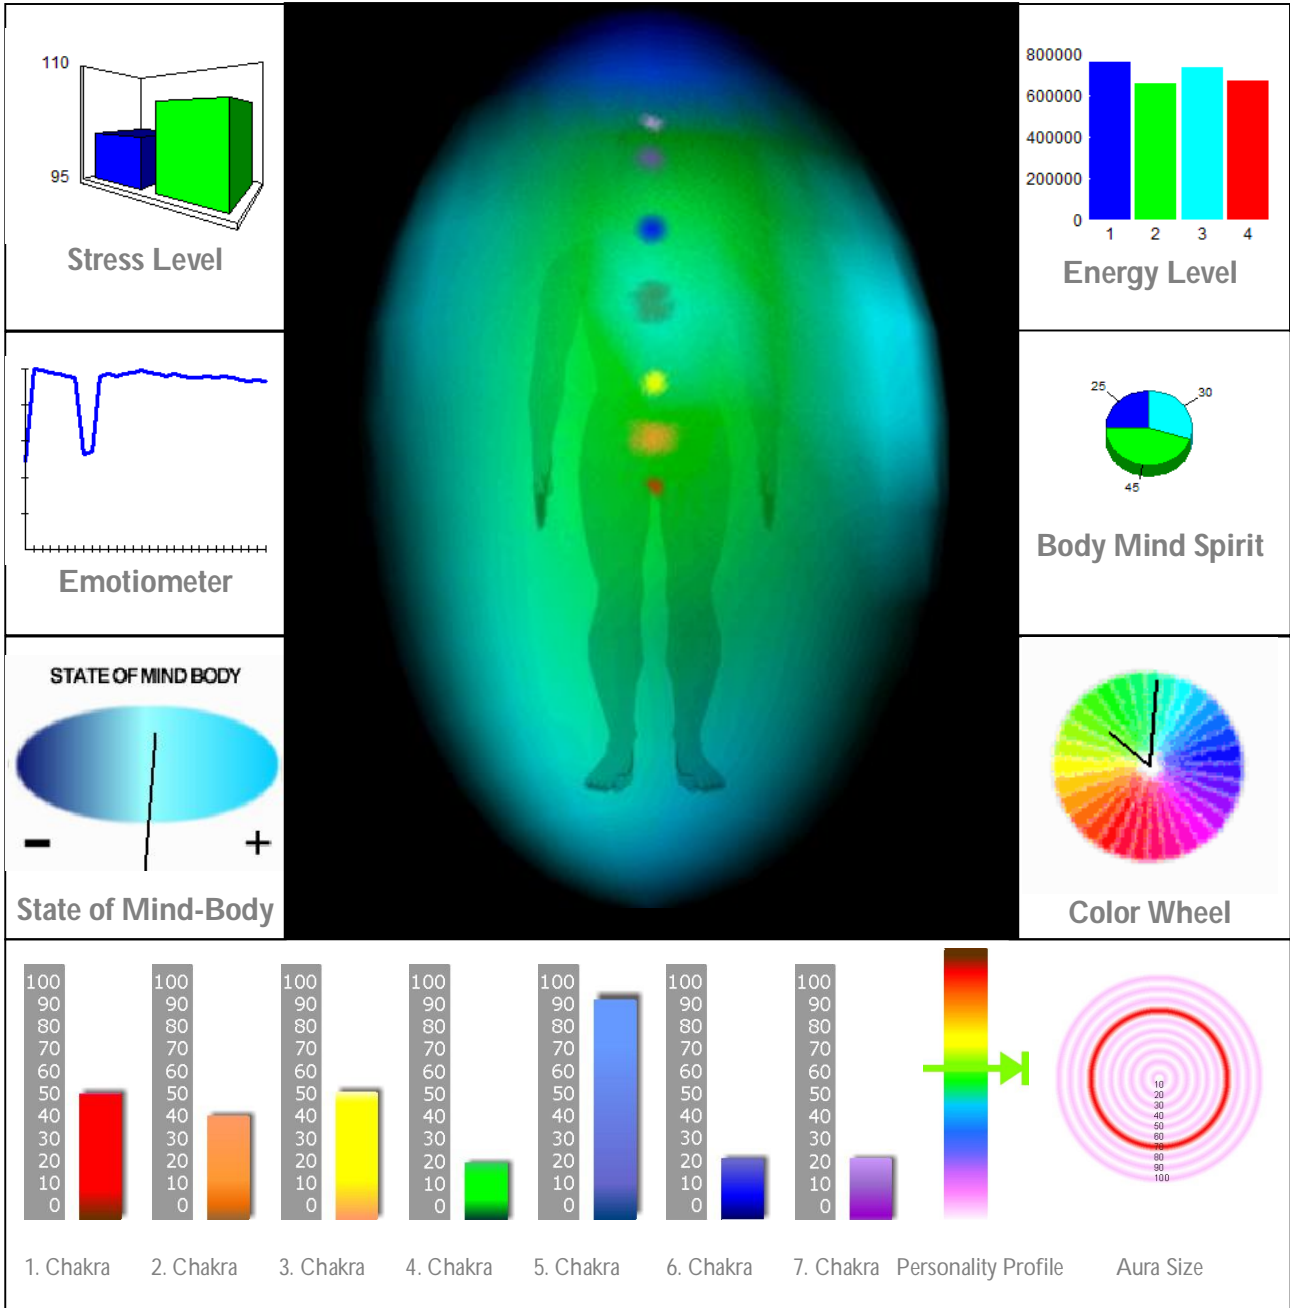 110
95
Stress Level
800000
600000
400000
200000
0
1 2 3 4
Energy Level
Emotiometer
25
30
45
Body Mind Spirit
STATE OF MIND BODY
− +
State of Mind-Body
Color Wheel
100 100 100 100 100 100 100
90 90 90 90 90 90 90
80 80 80 80 80 80 80
70 70 70 70 70 70 70
60 60 60 60 60 60 60
50 50 50 50 50 50 50
40 40 40 40 40 40 40
30 30 30 30 30 30 30
20 20 20 20 20 20 20
10 10 10 10 10 10 10
0 0 0 0 0 0 0
10
20
30
40
50
60
70
80
90
100
1. Chakra 2. Chakra 3. Chakra 4. Chakra 5. Chakra 6. Chakra 7. Chakra Personality Profile Aura Size